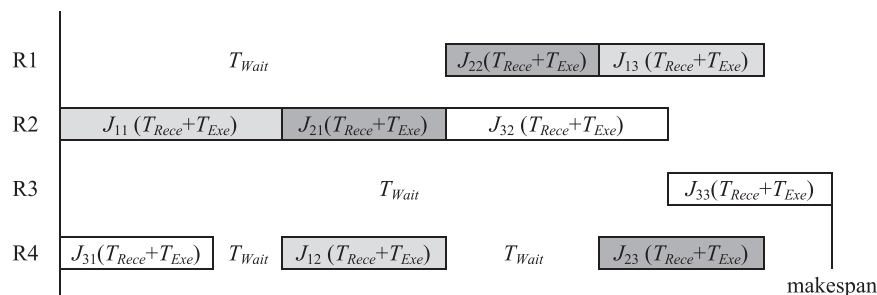 R1 T_Wait J_22(T_Rece+T_Exe) J_13 (T_Rece+T_Exe)
R2 J_11 (T_Rece+T_Exe) J_21(T_Rece+T_Exe) J_32 (T_Rece+T_Exe)
R3 T_Wait J_33(T_Rece+T_Exe)
R4 J_31(T_Rece+T_Exe) T_Wait J_12 (T_Rece+T_Exe) T_Wait J_23 (T_Rece+T_Exe)
makespan